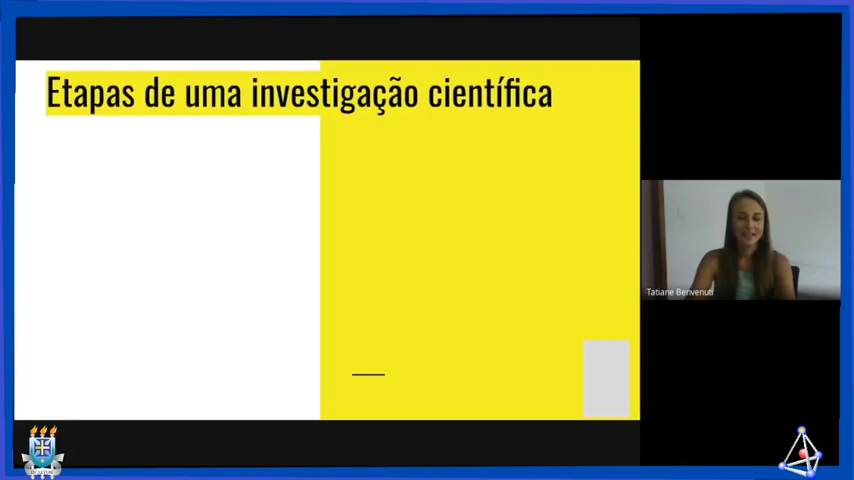 Etapas de uma investigação científica
Tatiane Benvenuti